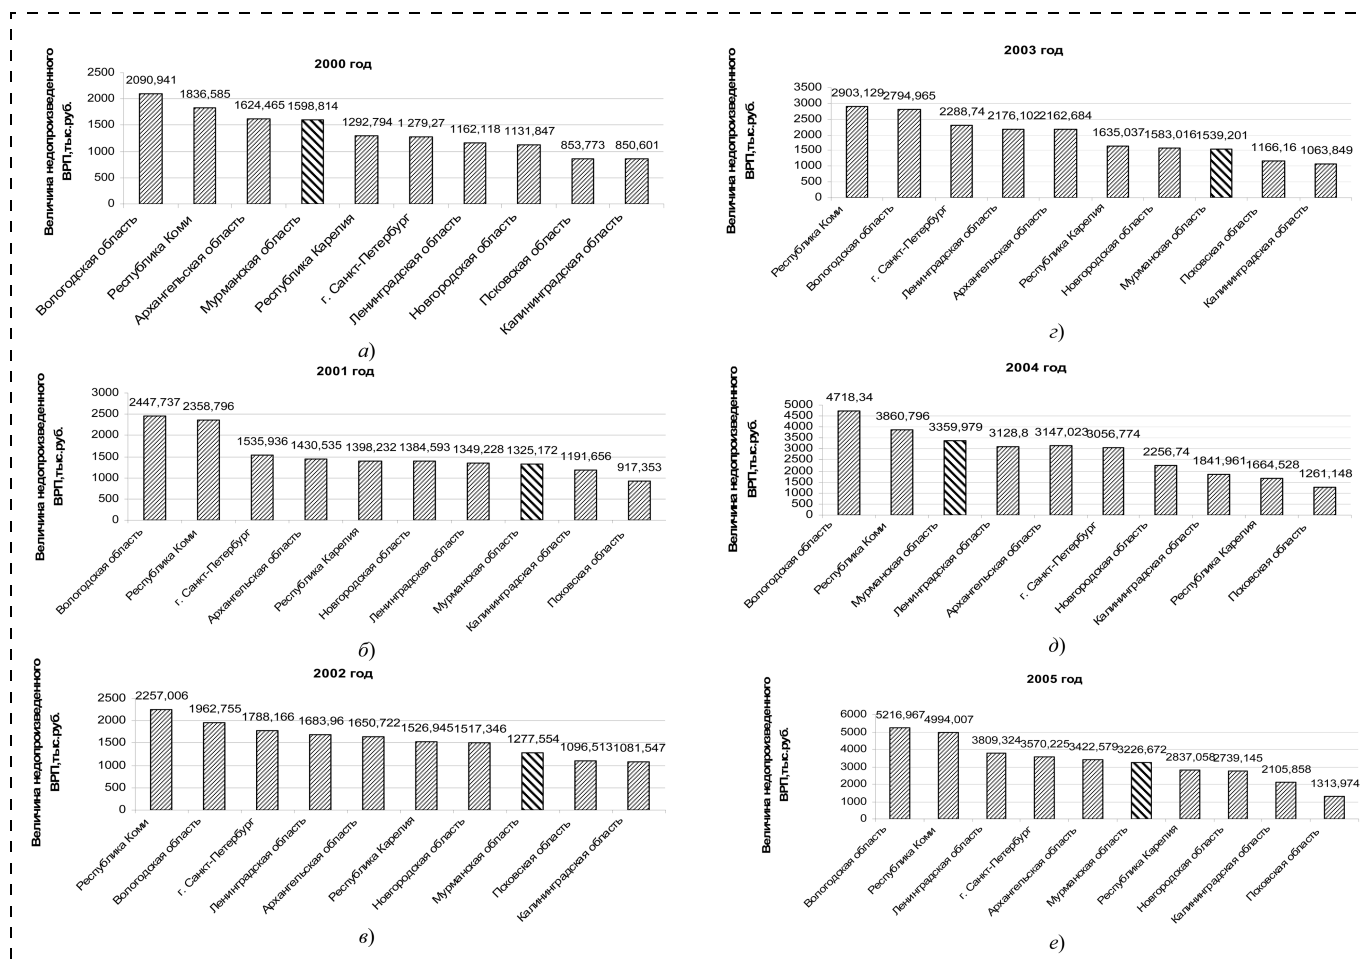 2000 год
Величина недопроизведенного
ВРП,тыс.руб.
2500
2000
1500
1000
500
0
2090,941
1836,585
1624,465
1598,814
1292,794
1 279,27
1162,118
1131,847
853,773
850,601
Вологодская область
Республика Коми
Архангельская область
Мурманская область
Республика Карелия
г. Санкт-Петербург
Ленинградская область
Новгородская область
Псковская область
Калининградская область
а)
2001 год
Величина недопроизведенного
ВРП,тыс.руб.
3000
2500
2000
1500
1000
500
0
2447,737
2358,796
1535,936
1430,535
1398,232
1384,593
1349,228
1325,172
1191,656
917,353
Вологодская область
Республика Коми
г. Санкт-Петербург
Архангельская область
Республика Карелия
Новгородская область
Ленинградская область
Мурманская область
Калининградская область
Псковская область
б)
2002 год
Величина недопроизведенного
ВРП,тыс.руб.
2500
2000
1500
1000
500
0
2257,006
1962,755
1788,166
1683,96
1650,722
1526,945
1517,346
1277,554
1096,513
1081,547
Республика Коми
Вологодская область
г. Санкт-Петербург
Ленинградская область
Архангельская область
Республика Карелия
Новгородская область
Мурманская область
Псковская область
Калининградская область
в)
2003 год
Величина недопроизведенного
ВРП,тыс.руб.
3500
3000
2500
2000
1500
1000
500
0
2903,129
2794,965
2288,74
2176,102
2162,684
1635,037
1583,016
1539,201
1166,16
1063,849
Республика Коми
Вологодская область
г. Санкт-Петербург
Ленинградская область
Архангельская область
Республика Карелия
Новгородская область
Мурманская область
Псковская область
Калининградская область
г)
2004 год
Величина недопроизведенного
ВРП,тыс.руб.
5000
4500
4000
3500
3000
2500
2000
1500
1000
500
0
4718,34
3860,796
3359,979
3128,8
3147,023
3056,774
2256,74
1841,961
1664,528
1261,148
Вологодская область
Республика Коми
Мурманская область
Ленинградская область
Архангельская область
г. Санкт-Петербург
Новгородская область
Калининградская область
Республика Карелия
Псковская область
д)
2005 год
Величина недопроизведенного
ВРП,тыс.руб.
6000
5000
4000
3000
2000
1000
0
5216,967
4994,007
3809,324
3570,225
3422,579
3226,672
2837,058
2739,145
2105,858
1313,974
Вологодская область
Республика Коми
Ленинградская область
г. Санкт-Петербург
Архангельская область
Мурманская область
Республика Карелия
Новгородская область
Калининградская область
Псковская область
е)